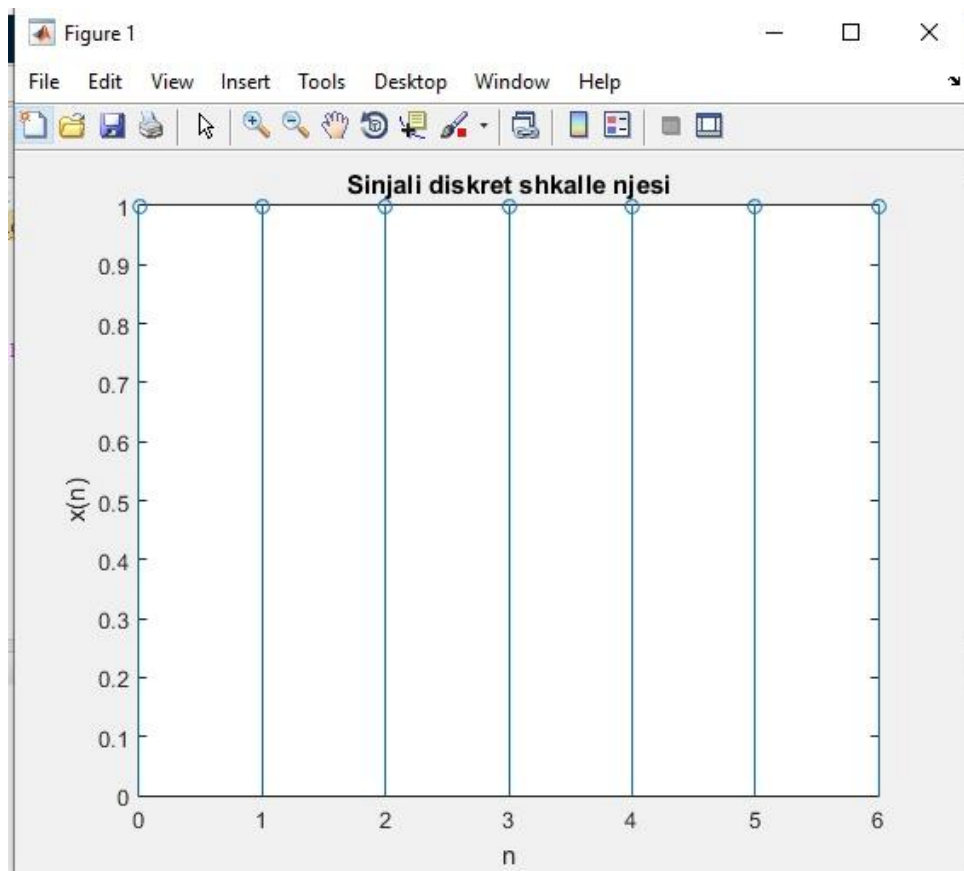 Figure 1
File Edit View Insert Tools Desktop Window Help
Sinjali diskret shkalle njesi
1
0.9
0.8
0.7
0.6
0.5
0.4
0.3
0.2
0.1
0
x(n)
0 1 2 3 4 5 6
n